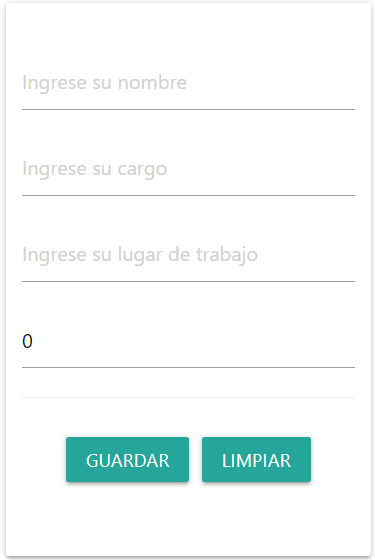 Ingrese su nombre
Ingrese su cargo
Ingrese su lugar de trabajo
0
GUARDAR LIMPIAR